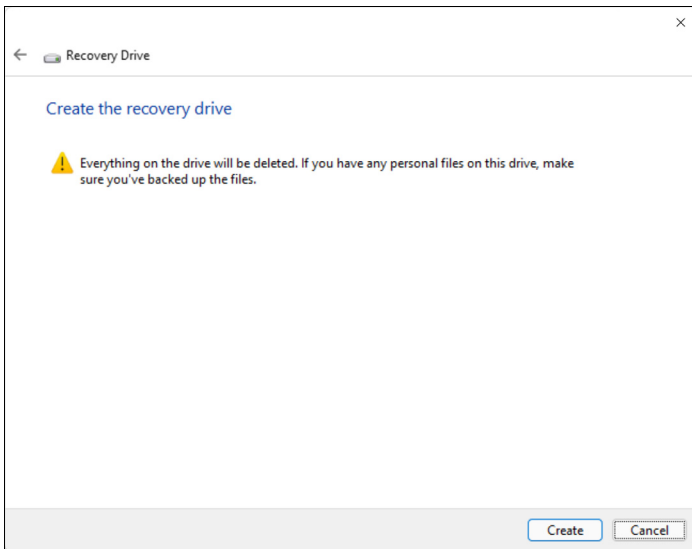 Recovery Drive
Create the recovery drive
Everything on the drive will be deleted. If you have any personal files on this drive, make
sure you've backed up the files.
Create Cancel